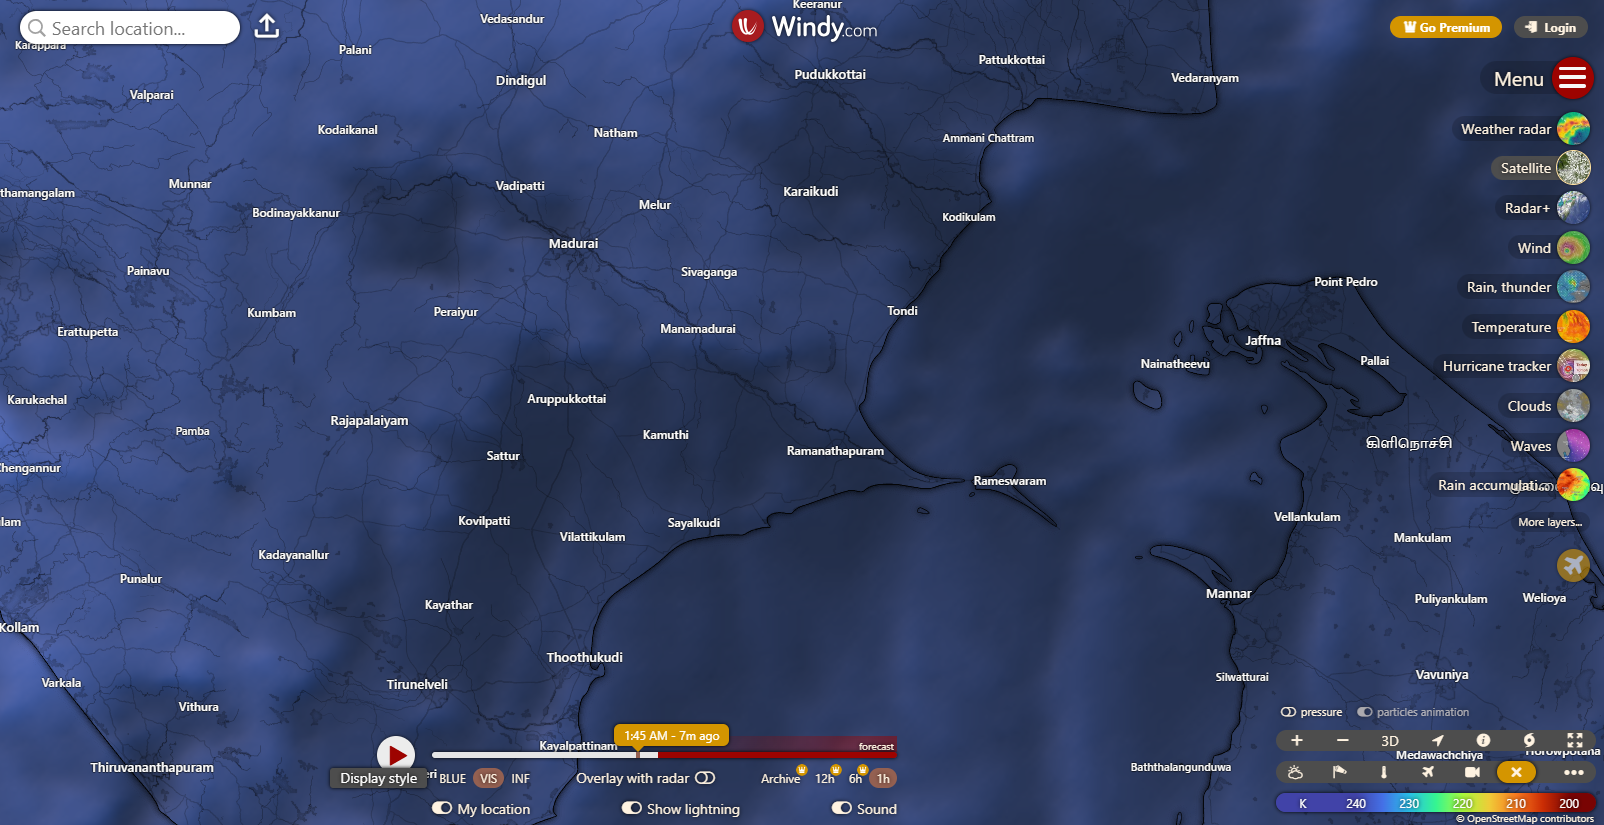 Search location...
Windy.com
Go Premium
Login
Menu
Weather radar
Satellite
Radar+
Wind
Rain, thunder
Temperature
Hurricane tracker
Clouds
Waves
Rain accumulati
More layers...
Karappara
Vedasandur
Keeranur
Palani
Dindigul
Pudukkottai
Pattukkottai
Vedaranyam
Valparai
Kodaikanal
Natham
Ammani Chattram
Munnar
thamangalam
Vadipatti
Karaikudi
Bodinayakkanur
Melur
Kodikulam
Madurai
Painavu
Sivaganga
Point Pedro
Kumbam
Peraiyur
Tondi
Erattupetta
Manamadurai
Jaffna
Nainatheevu
Pallai
Karukachal
Aruppukkottai
Pamba
Rajapalaiyam
Kamuthi
கிளிநொச்சி
Chengannur
Sattur
Ramanathapuram
Rameswaram
lam
Kovilpatti
Sayalkudi
Vellankulam
Vilattikulam
Mankulam
Kadayanallur
Punalur
Kayathar
Mannar
Puliyankulam
Welioya
Kollam
Thoothukudi
Varkala
Tirunelveli
Silwatturai
Vavuniya
Vithura
Kayalpattinam
Thiruvananthapuram
Baththalangunduwa
Medawachchiya
Horowpotana
1:45 AM - 7m ago
forecast
Display style
eri
BLUE VIS INF
Overlay with radar
Archive 12h 6h 1h
My location
Show lightning
Sound
pressure
particles animation
3D
K 240 230 220 210 200
© OpenStreetMap contributors